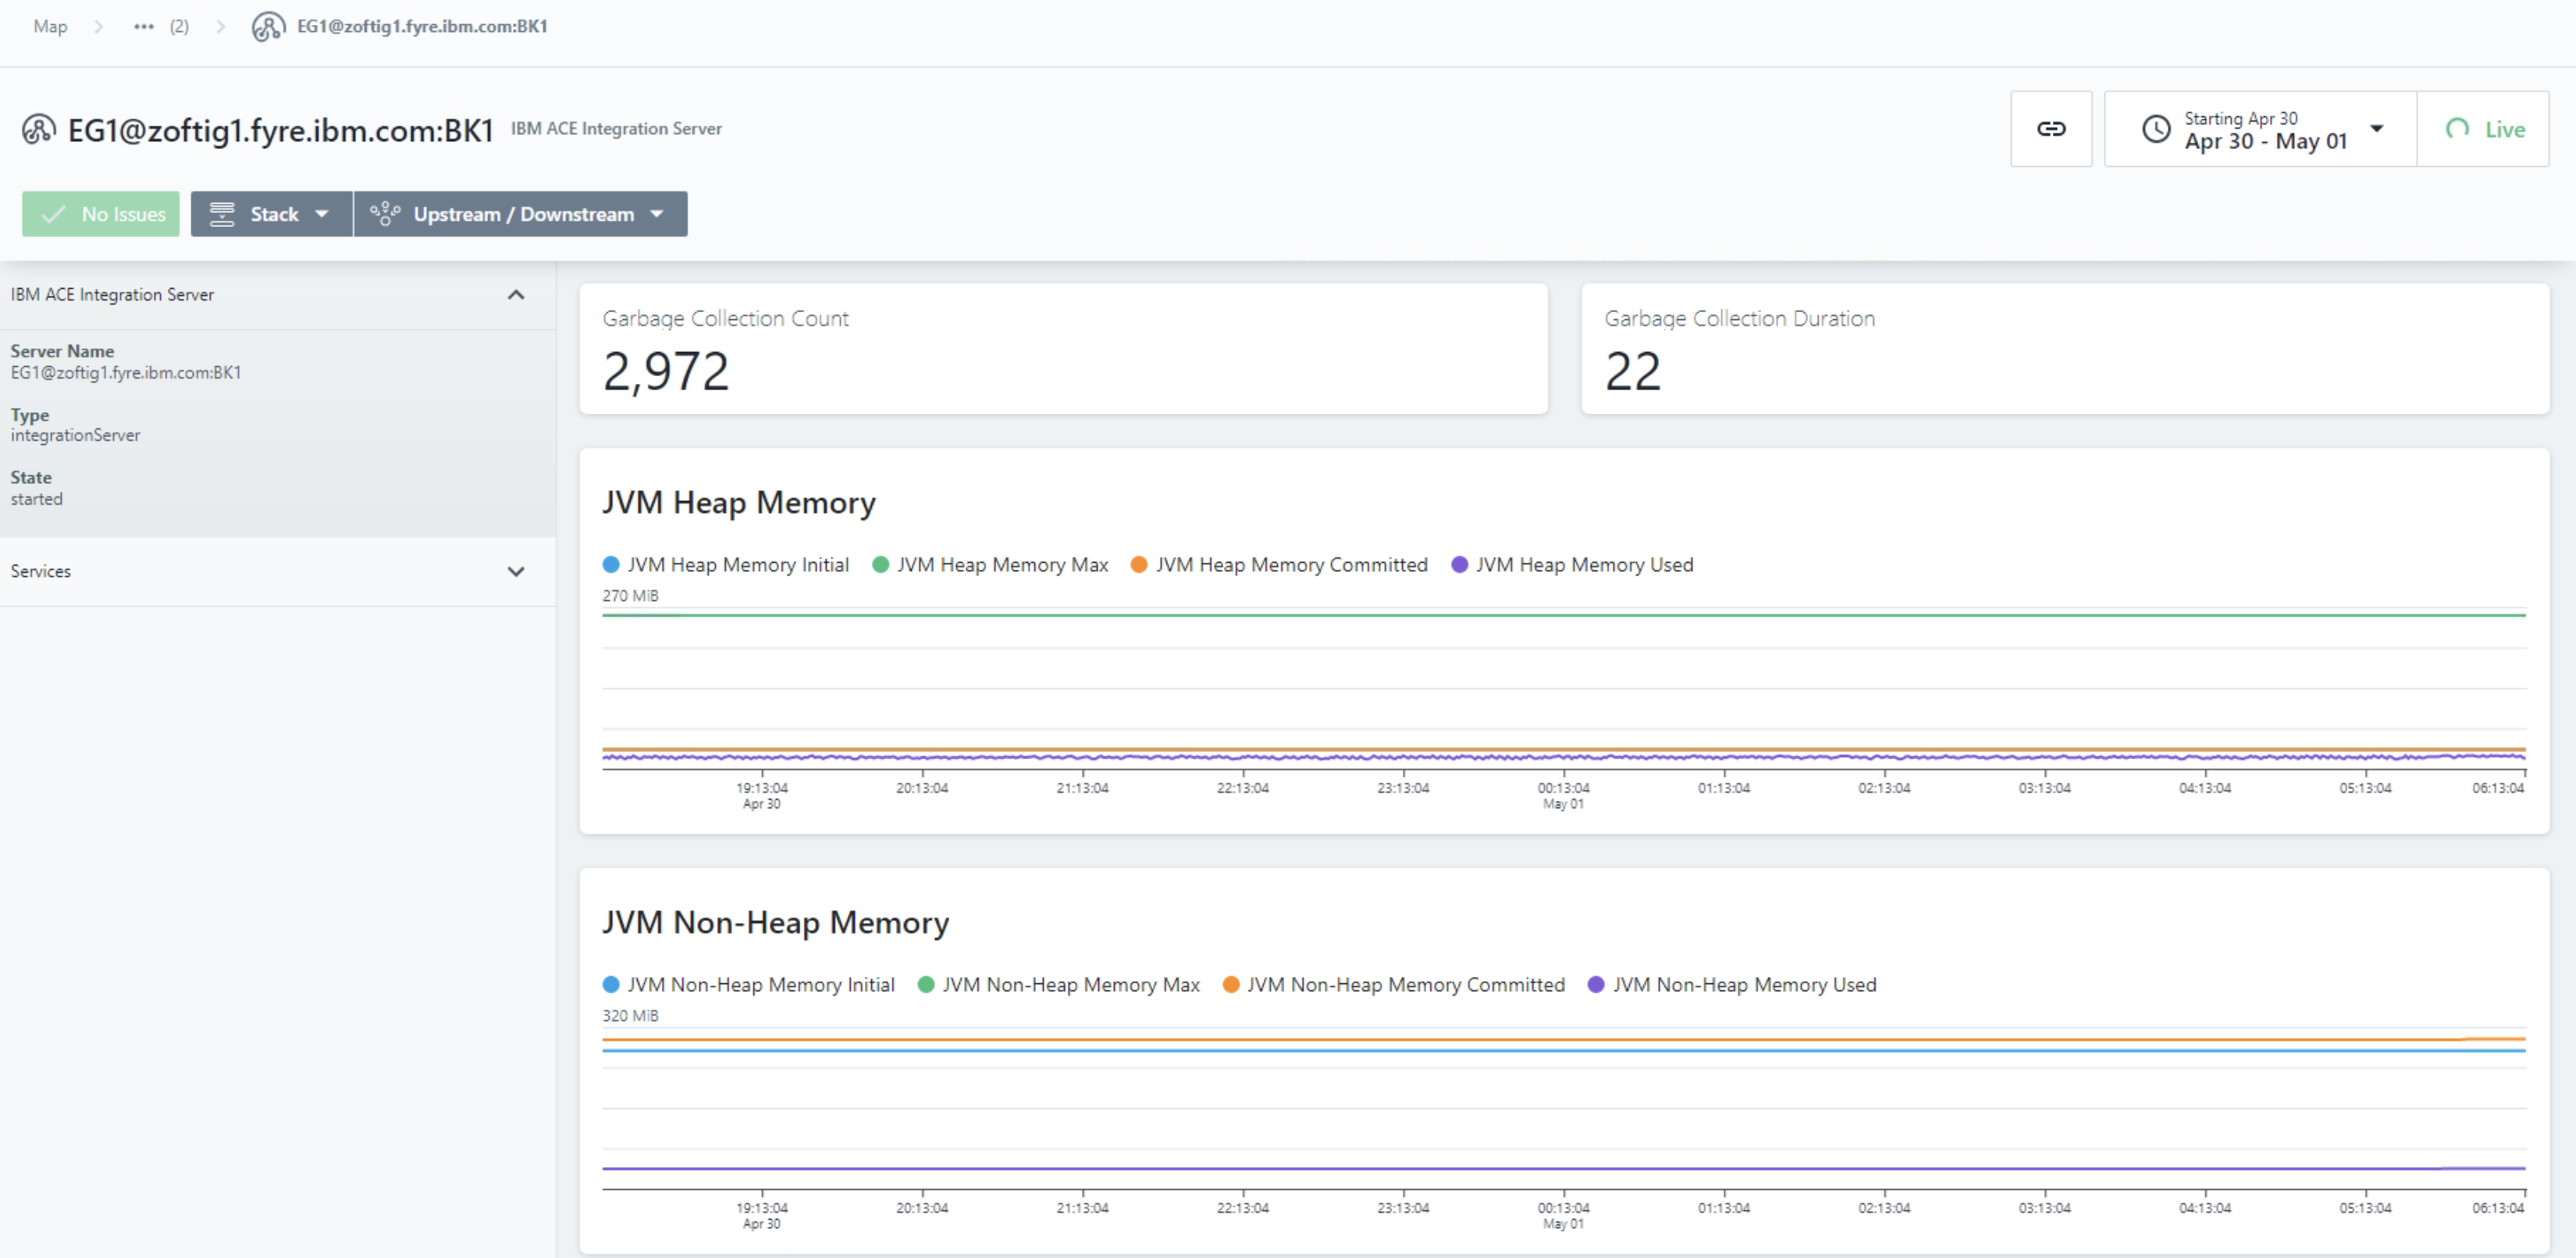 Map
(2)
EG1@zoftig1.fyre.ibm.com:BK1
EG1@zoftig1.fyre.ibm.com:BK1 IBM ACE Integration Server
Starting Apr 30
Apr 30 - May 01
Live
No Issues
Stack
Upstream / Downstream
IBM ACE Integration Server
Server Name
EG1@zoftig1.fyre.ibm.com:BK1
Type
integrationServer
State
started
Services
Garbage Collection Count
2,972
Garbage Collection Duration
22
JVM Heap Memory
JVM Heap Memory Initial JVM Heap Memory Max JVM Heap Memory Committed JVM Heap Memory Used
270 MiB
19:13:04 20:13:04 21:13:04 22:13:04 23:13:04 00:13:04 01:13:04 02:13:04 03:13:04 04:13:04 05:13:04 06:13:04
Apr 30 May 01
JVM Non-Heap Memory
JVM Non-Heap Memory Initial JVM Non-Heap Memory Max JVM Non-Heap Memory Committed JVM Non-Heap Memory Used
320 MiB
19:13:04 20:13:04 21:13:04 22:13:04 23:13:04 00:13:04 01:13:04 02:13:04 03:13:04 04:13:04 05:13:04 06:13:04
Apr 30 May 01